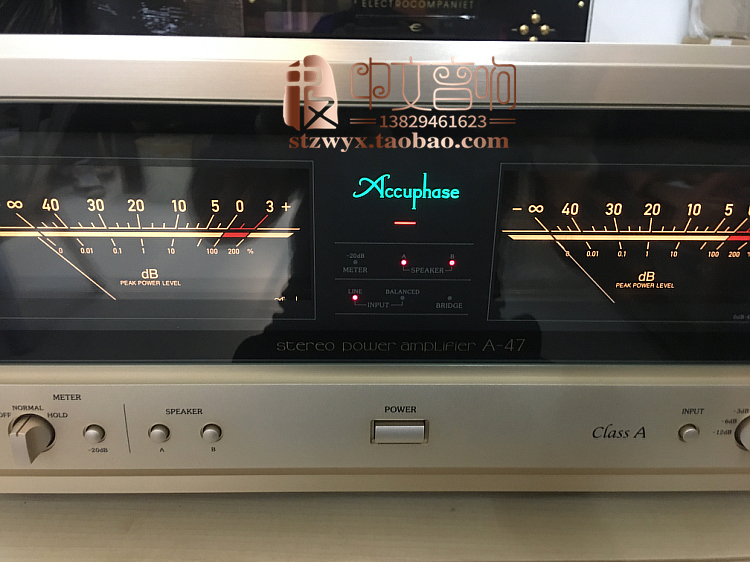 ELECTROCOMPANIET
中文音响
13829461623
stzwyx.taobao.com
Accuphase
∞ 40 30 20 10 5 0 3 +
0 0.01 0.1 1 10 100 200 %
dB
PEAK POWER LEVEL
- ∞ 40 30 20 10 5
0 0.01 0.1 1 10 100 200
dB
PEAK POWER LEVEL
-20dB A B
METER SPEAKER
LINE BALANCED
INPUT BRIDGE
stereo power amplifier A-47
METER
OFF NORMAL HOLD
-20dB
SPEAKER
A B
POWER
Class A
INPUT
-3dB
-6dB
-12dB